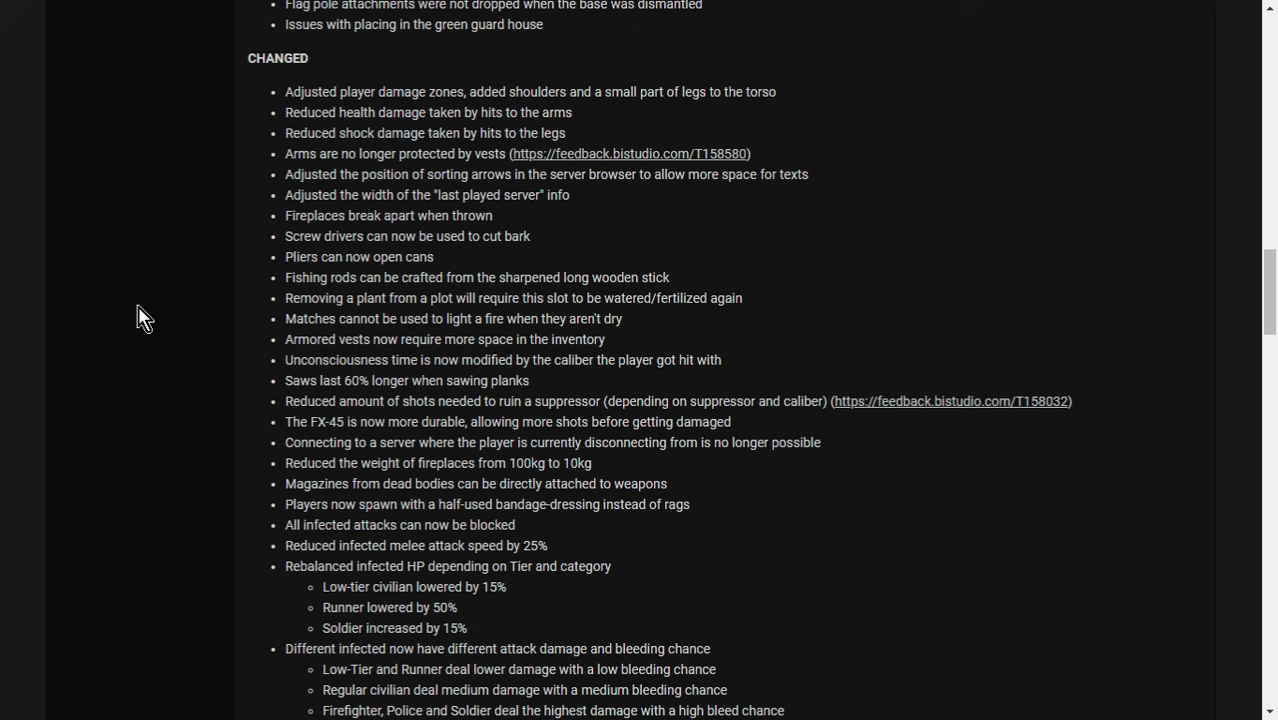 Flag pole attachments were not dropped when the base was dismantled
Issues with placing in the green guard house
CHANGED
Adjusted player damage zones, added shoulders and a small part of legs to the torso
Reduced health damage taken by hits to the arms
Reduced shock damage taken by hits to the legs
Arms are no longer protected by vests (https://feedback.bistudio.com/T158580)
Adjusted the position of sorting arrows in the server browser to allow more space for texts
Adjusted the width of the "last played server" info
Fireplaces break apart when thrown
Screw drivers can now be used to cut bark
Pliers can now open cans
Fishing rods can be crafted from the sharpened long wooden stick
Removing a plant from a plot will require this slot to be watered/fertilized again
Matches cannot be used to light a fire when they aren't dry
Armored vests now require more space in the inventory
Unconsciousness time is now modified by the caliber the player got hit with
Saws last 60% longer when sawing planks
Reduced amount of shots needed to ruin a suppressor (depending on suppressor and caliber) (https://feedback.bistudio.com/T158032)
The FX-45 is now more durable, allowing more shots before getting damaged
Connecting to a server where the player is currently disconnecting from is no longer possible
Reduced the weight of fireplaces from 100kg to 10kg
Magazines from dead bodies can be directly attached to weapons
Players now spawn with a half-used bandage-dressing instead of rags
All infected attacks can now be blocked
Reduced infected melee attack speed by 25%
Rebalanced infected HP depending on Tier and category
Low-tier civilian lowered by 15%
Runner lowered by 50%
Soldier increased by 15%
Different infected now have different attack damage and bleeding chance
Low-Tier and Runner deal lower damage with a low bleeding chance
Regular civilian deal medium damage with a medium bleeding chance
Firefighter, Police and Soldier deal the highest damage with a high bleed chance